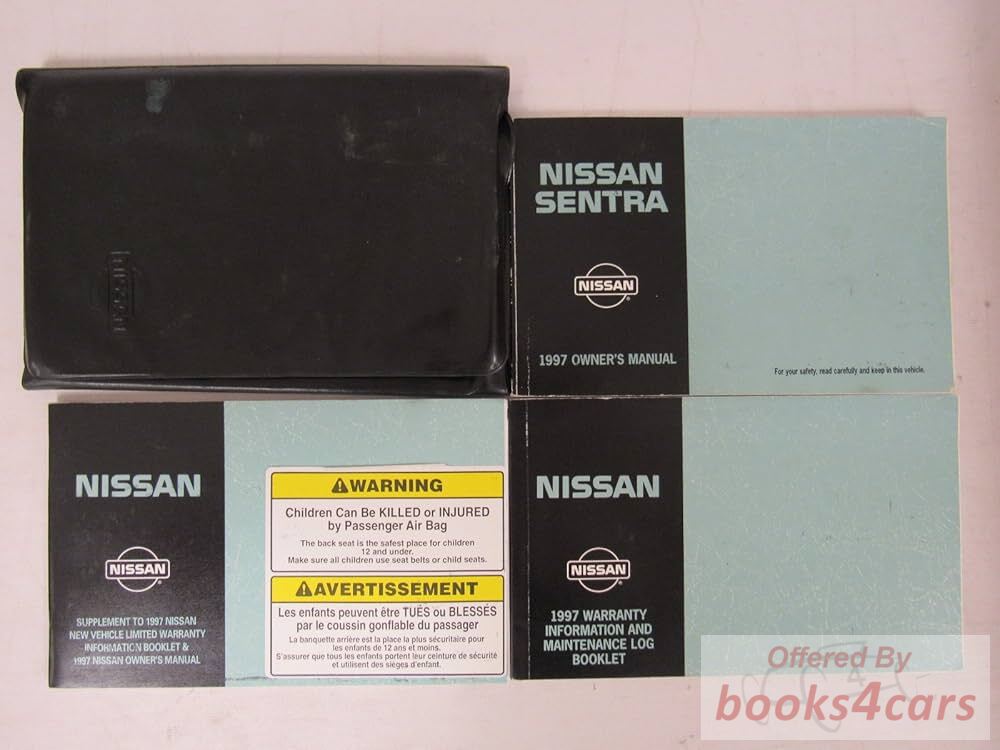 NISSAN
NISSAN
SENTRA
NISSAN
1997 OWNER'S MANUAL
For your safety, read carefully and keep in this vehicle.
NISSAN
NISSAN
SUPPLEMENT TO 1997 NISSAN
NEW VEHICLE LIMITED WARRANTY
INFORMATION BOOKLET &
1997 NISSAN OWNER'S MANUAL
WARNING
Children Can Be KILLED or INJURED
by Passenger Air Bag
The back seat is the safest place for children
12 and under.
Make sure all children use seat belts or child seats.
AVERTISSEMENT
Les enfants peuvent être TUÉS ou BLESSÉS
par le coussin gonflable du passager
La banquette arrière est la place la plus sécuritaire pour
les enfants de 12 ans et moins.
S'assurer que tous les enfants portent leur ceinture de sécurité
et utilisent des sièges d'enfant.
NISSAN
NISSAN
1997 WARRANTY
INFORMATION AND
MAINTENANCE LOG
BOOKLET
Offered By
books4cars